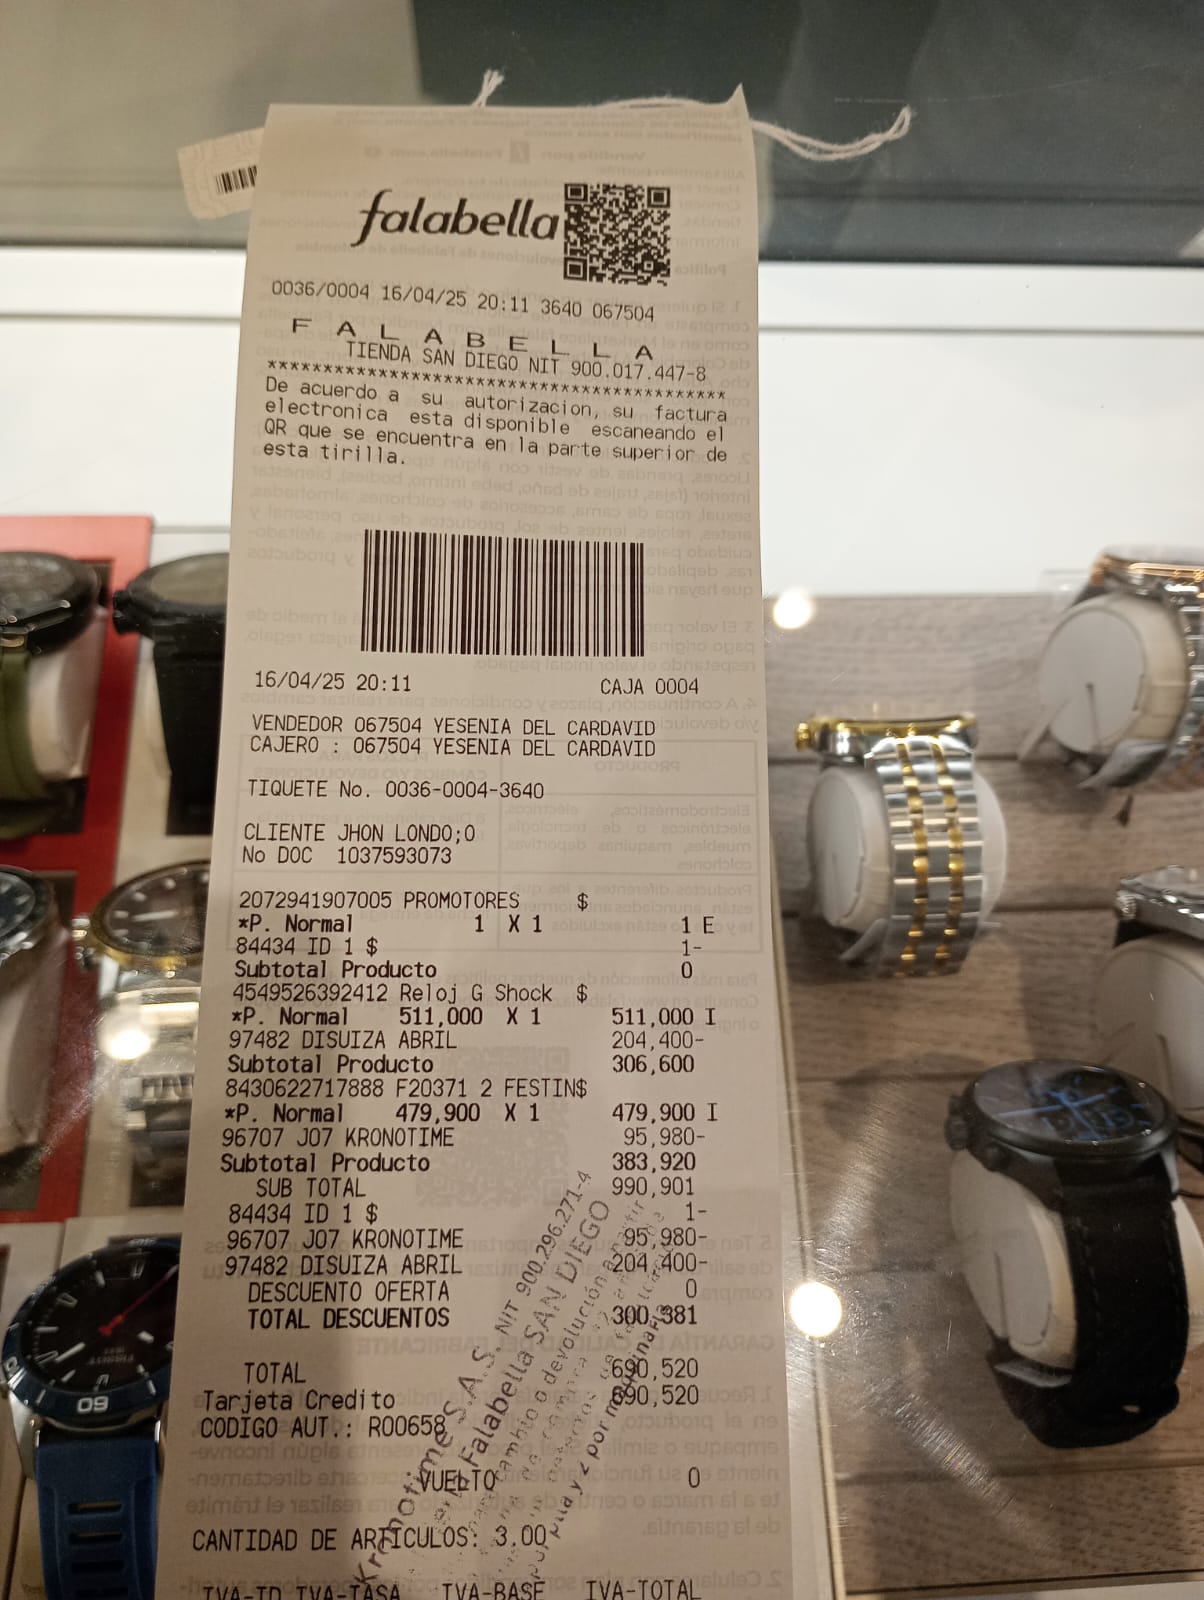 falabella
0036/0004 16/04/25 20:11 3640 067504
F A L A B E L L A
TIENDA SAN DIEGO NIT 900.017.447-8
******************************************
De acuerdo a su autorizacion, su factura
electronica esta disponible escaneando el
QR que se encuentra en la parte superior de
esta tirilla.
16/04/25 20:11 CAJA 0004
VENDEDOR 067504 YESENIA DEL CARDAVID
CAJERO : 067504 YESENIA DEL CARDAVID
TIQUETE No. 0036-0004-3640
CLIENTE JHON LONDO;O
No DOC 1037593073
2072941907005 PROMOTORES $
*P. Normal 1 X 1 1 E
84434 ID 1 $ 1-
Subtotal Producto 0
4549526392412 Reloj G Shock $
*P. Normal 511,000 X 1 511,000 I
97482 DISUIZA ABRIL 204,400-
Subtotal Producto 306,600
8430622717888 F20371 2 FESTIN$
*P. Normal 479,900 X 1 479,900 I
96707 J07 KRONOTIME 95,980-
Subtotal Producto 383,920
SUB TOTAL 990,901
84434 ID 1 $ 1-
96707 J07 KRONOTIME 95,980-
97482 DISUIZA ABRIL 204,400-
DESCUENTO OFERTA 0
TOTAL DESCUENTOS 300,381
TOTAL 690,520
Tarjeta Credito 690,520
CODIGO AUT.: R00658
VUELTO 0
CANTIDAD DE ARTICULOS: 3.00
IVA-ID IVA-TASA IVA-BASE IVA-TOTAL
Kronotime S.A.S. NIT 900.296.271-4
Falabella SAN DIEGO
cambio o devolución
60